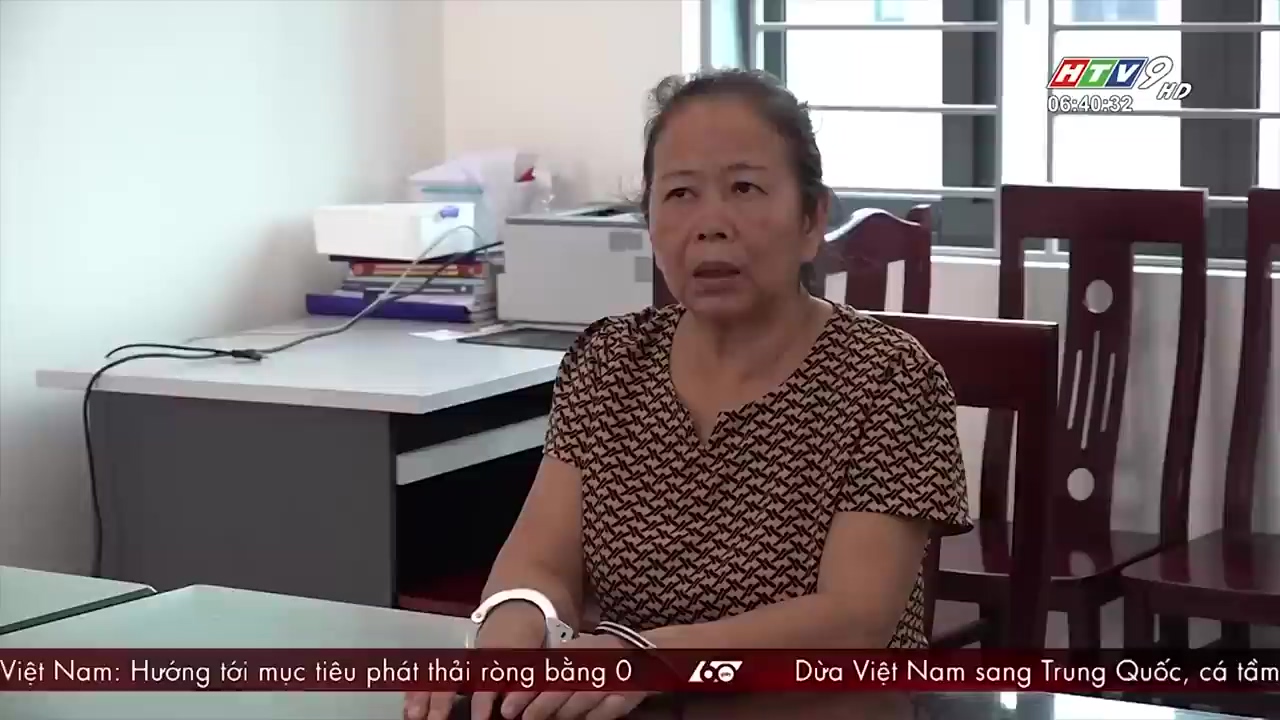 HTV9 HD
06:40:32
Việt Nam: Hướng tới mục tiêu phát thải ròng bằng 0 60 Dừa Việt Nam sang Trung Quốc, cá tầm